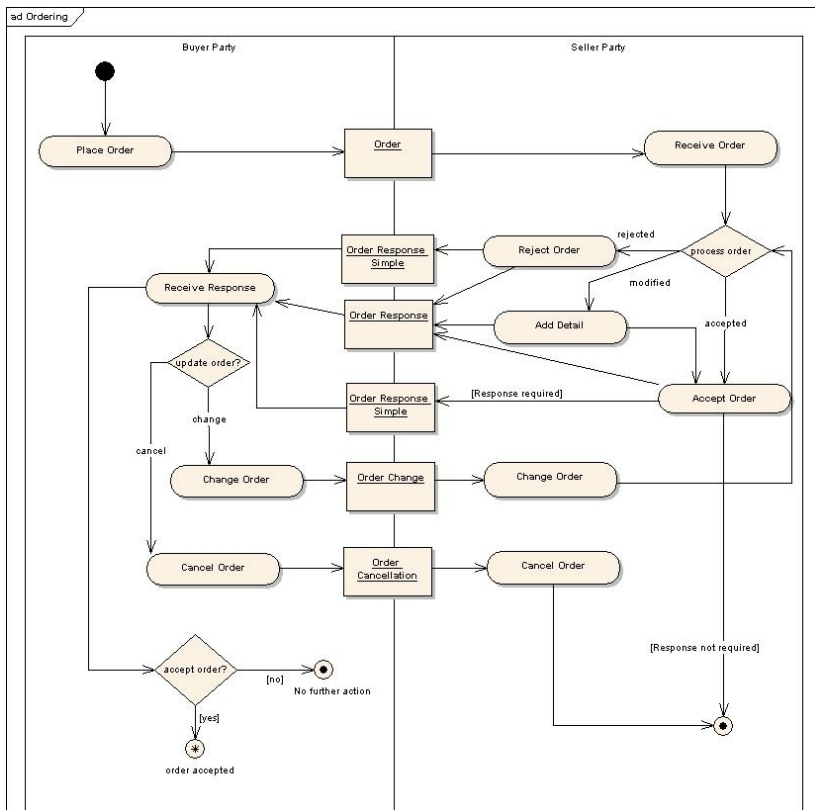 ad Ordering
Buyer Party
Seller Party
Place Order
Order
Receive Order
Order Response
Simple
Reject Order
rejected
process order
modified
Receive Response
Order Response
Add Detail
accepted
update order?
Order Response
Simple
[Response required]
Accept Order
change
cancel
Change Order
Order Change
Change Order
Cancel Order
Order
Cancellation
Cancel Order
[Response not required]
accept order?
[no]
No further action
[yes]
order accepted